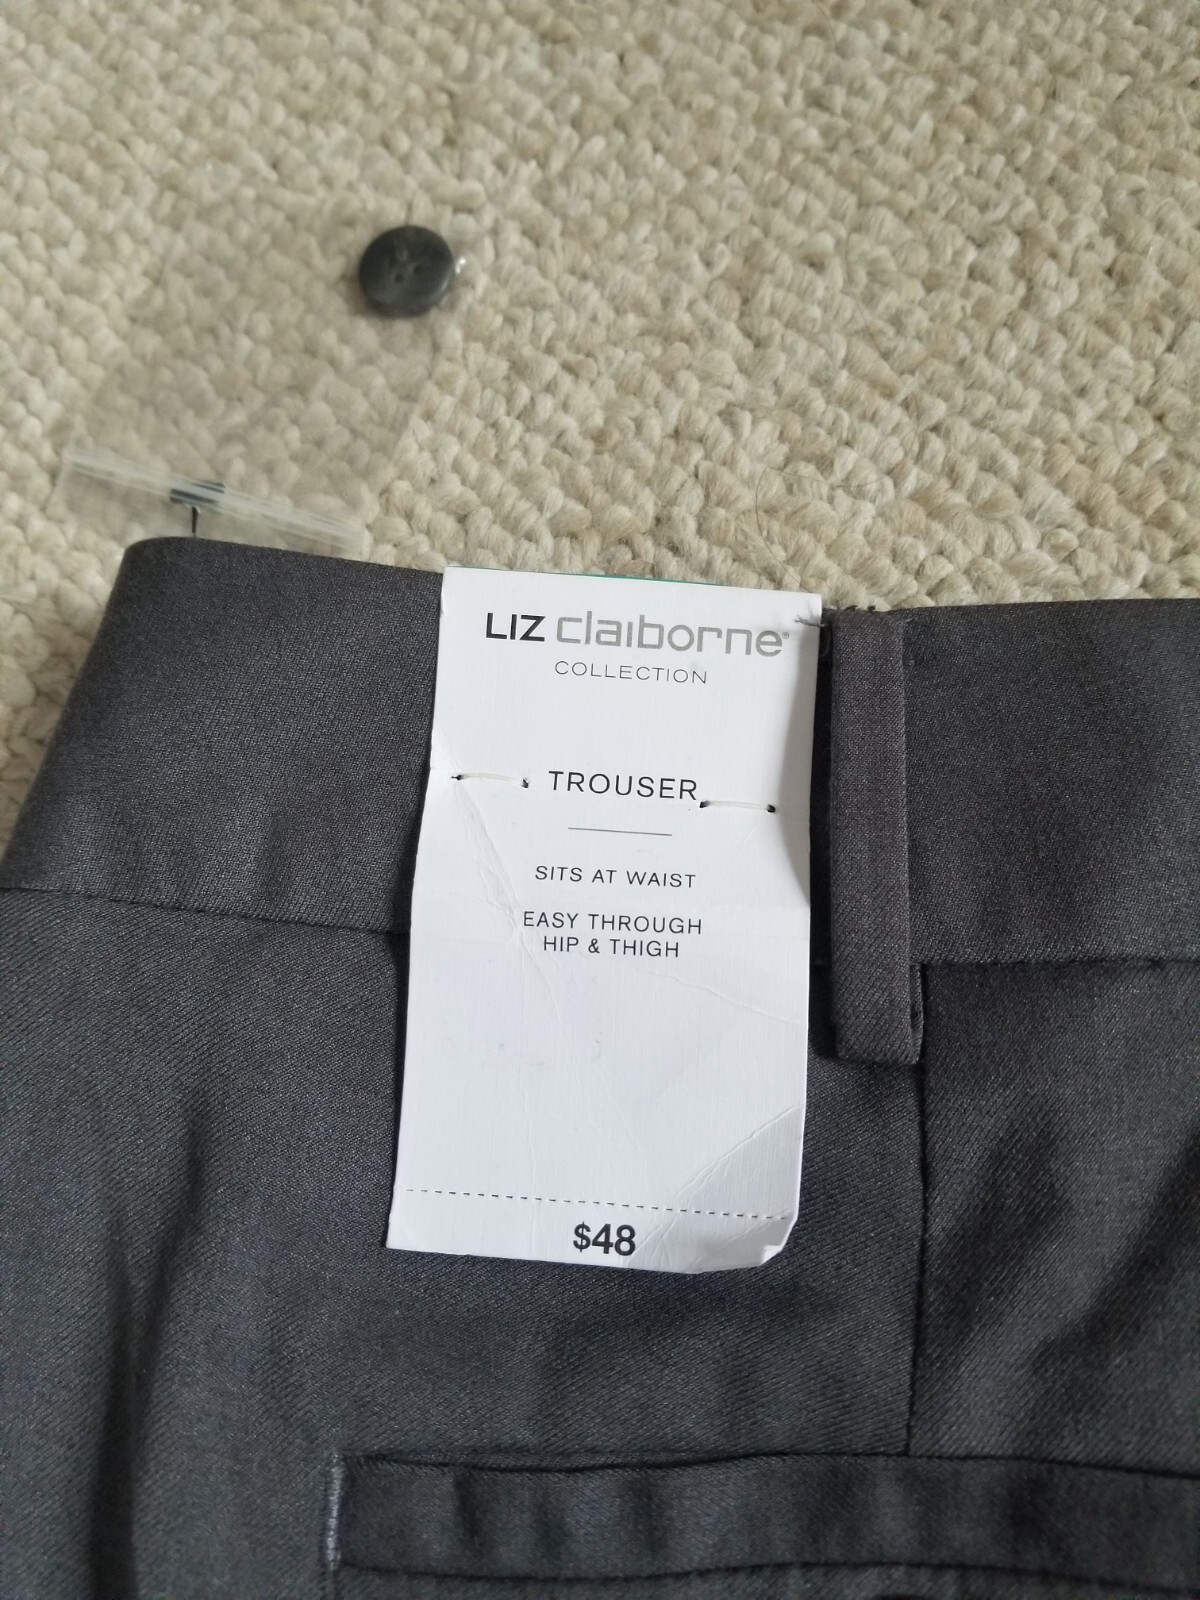 LIZ claiborne®
COLLECTION
TROUSER
SITS AT WAIST
EASY THROUGH
HIP & THIGH
$48